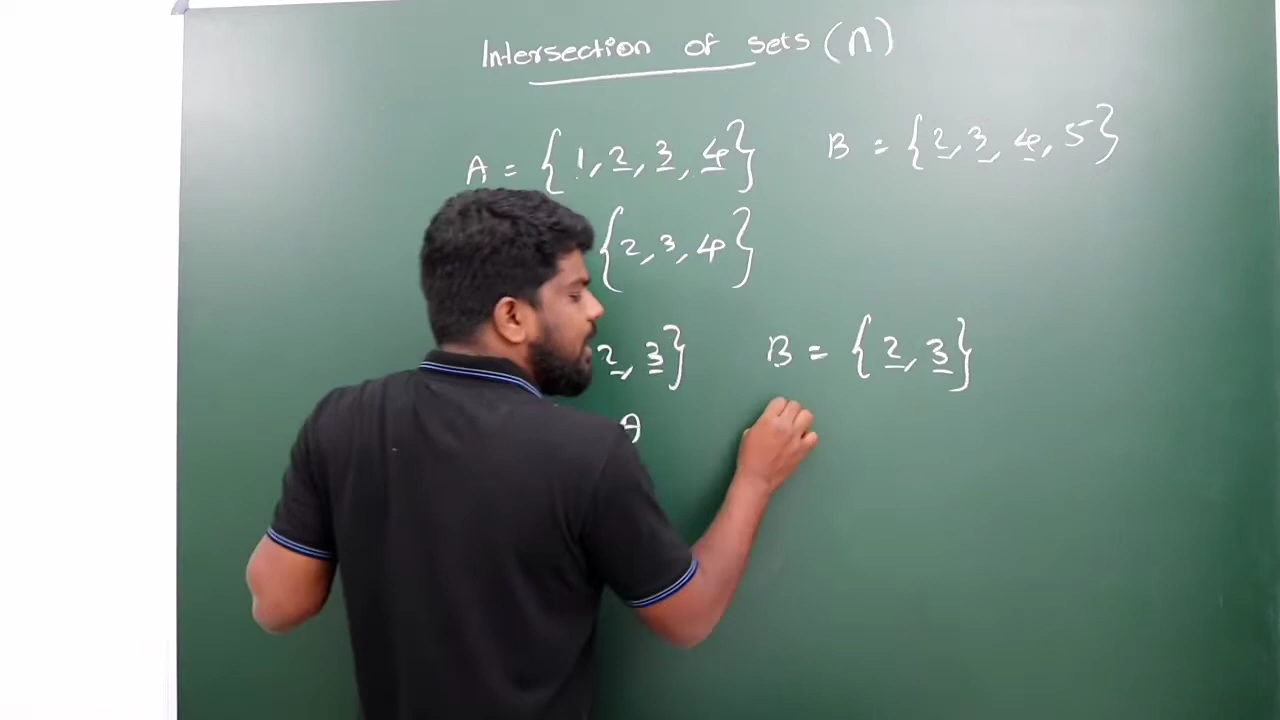 Intersection of sets (∩)
A = {1, 2, 3, 4} B = {2, 3, 4, 5}
{2, 3, 4}
2, 3} B = {2, 3}
A